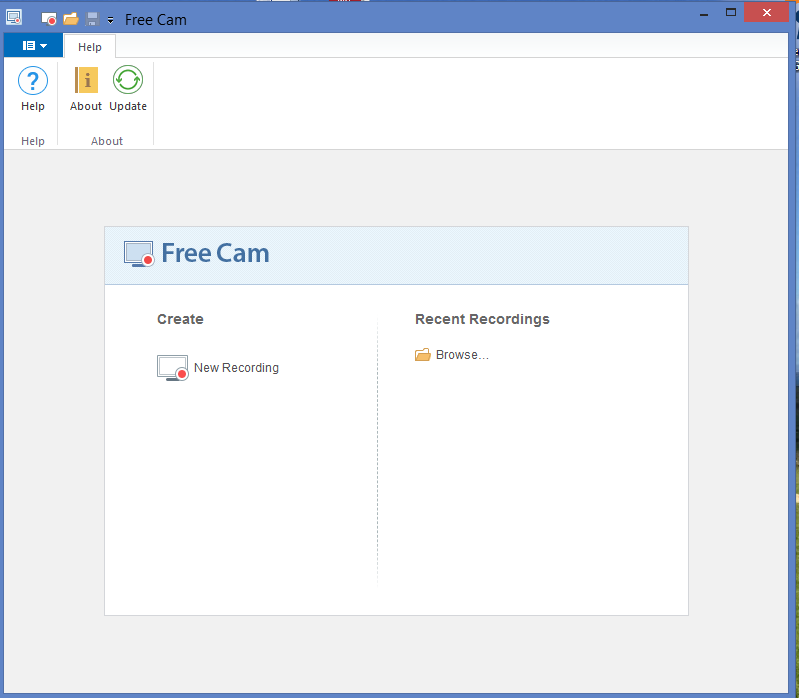 Free Cam
Help
Help
About
Update
Help
About
Free Cam
Create
New Recording
Recent Recordings
Browse...